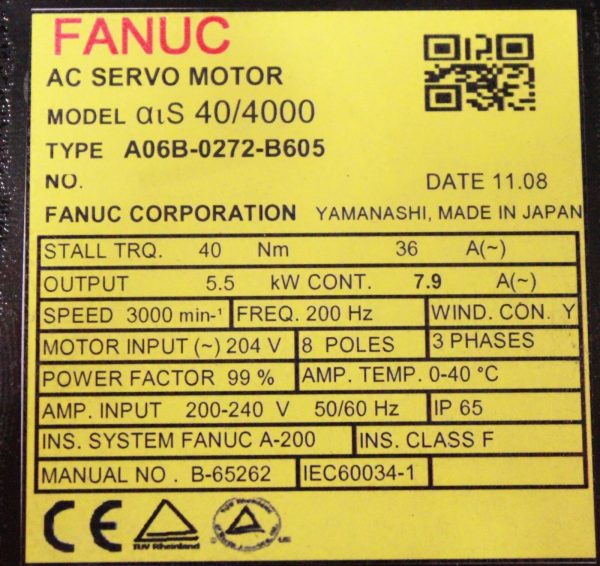 FANUC
AC SERVO MOTOR
MODEL αiS 40/4000
TYPE A06B-0272-B605
NO. DATE 11.08
FANUC CORPORATION YAMANASHI, MADE IN JAPAN
STALL TRQ. 40 Nm 36 A(~)
OUTPUT 5.5 kW CONT. 7.9 A(~)
SPEED 3000 min-¹ FREQ. 200 Hz WIND. CON. Y
MOTOR INPUT (~) 204 V 8 POLES 3 PHASES
POWER FACTOR 99 % AMP. TEMP. 0-40 °C
AMP. INPUT 200-240 V 50/60 Hz IP 65
INS. SYSTEM FANUC A-200 INS. CLASS F
MANUAL NO . B-65262 IEC60034-1
CE TUV Rheinland